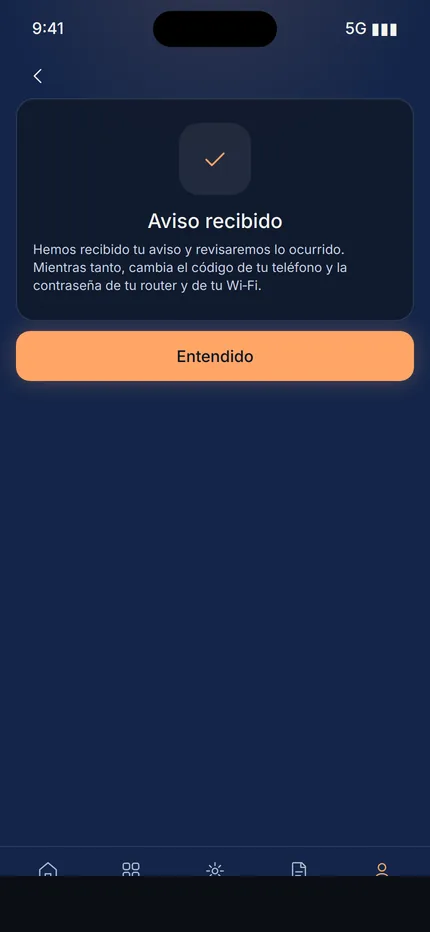 9:41
5G
Aviso recibido
Hemos recibido tu aviso y revisaremos lo ocurrido.
Mientras tanto, cambia el código de tu teléfono y la
contraseña de tu router y de tu Wi-Fi.
Entendido